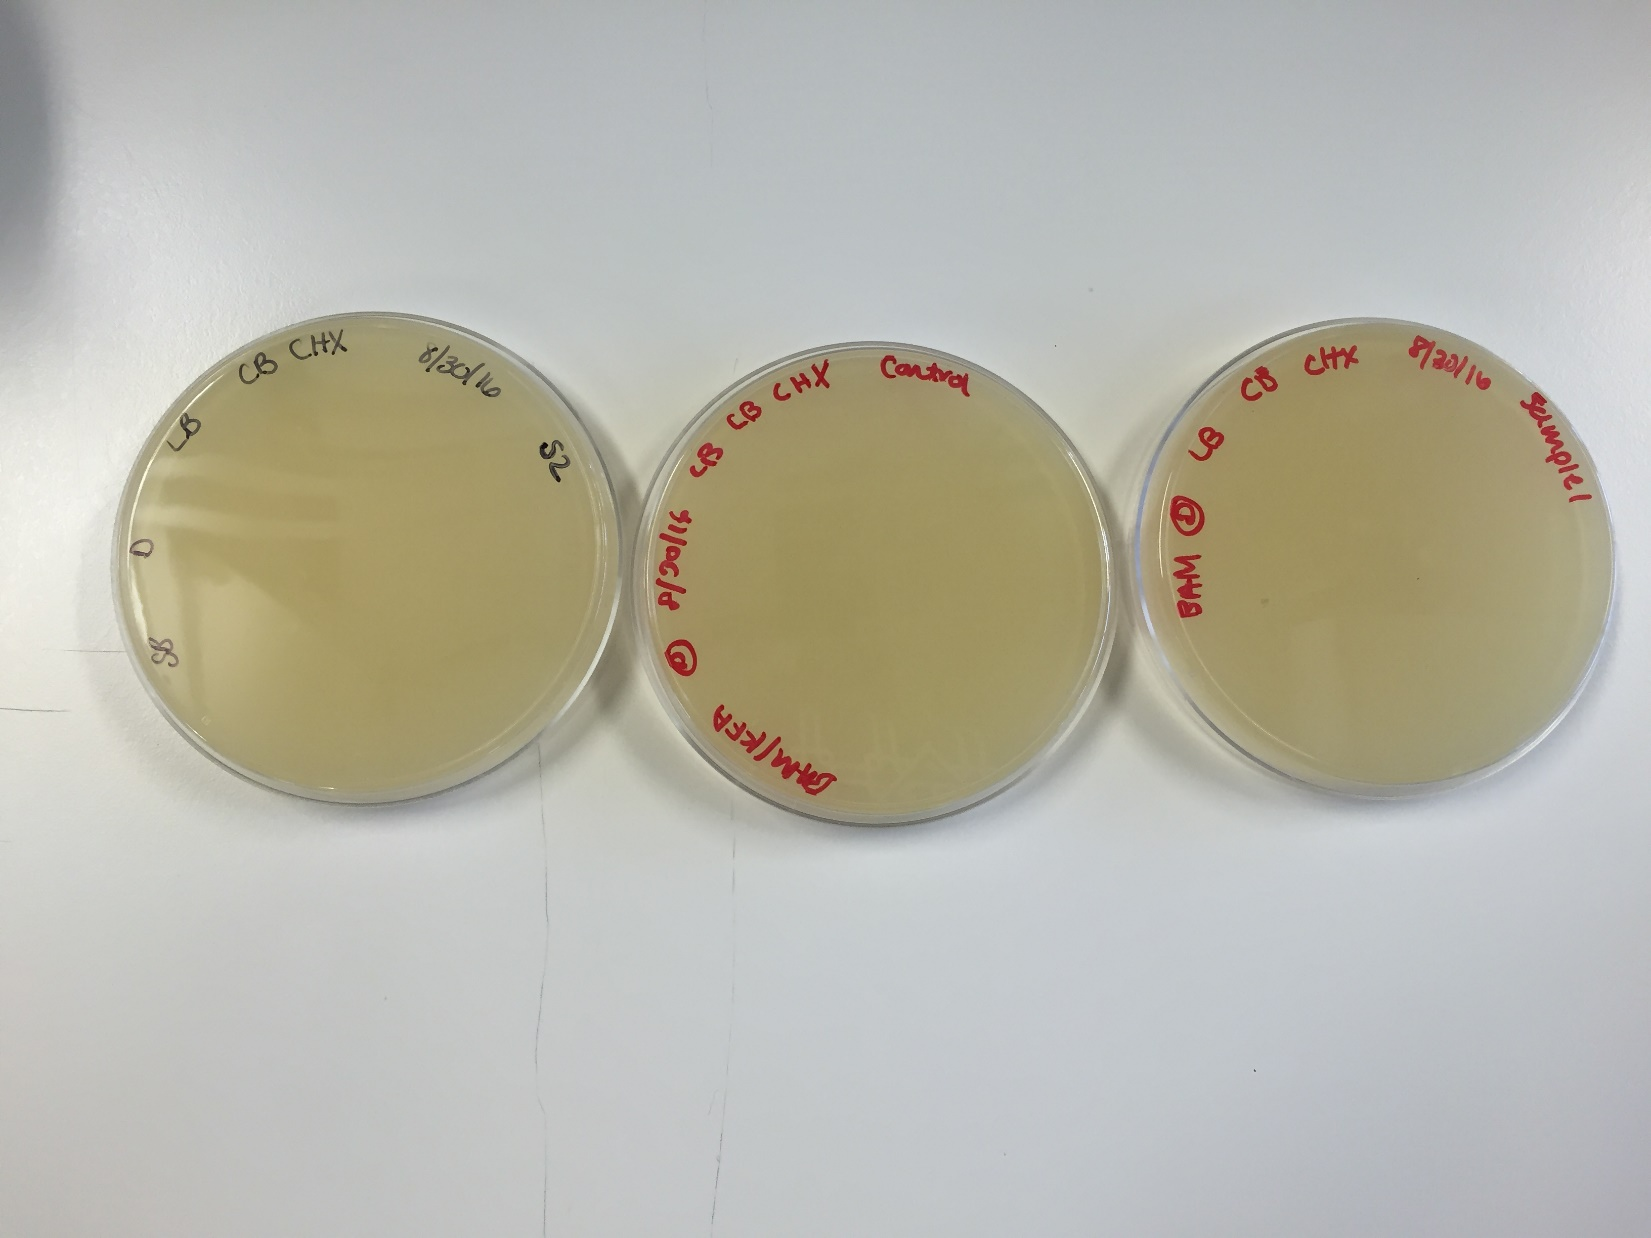 LB CB CHX 8/30/16 S2
D
SB
LB CB CHX Control
8/30/16
D
BAM/KFA
LB CB CHX 8/30/16 Sample 1
D
BAM